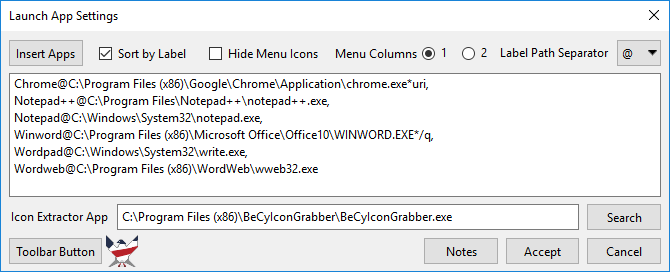 Launch App Settings
Insert Apps Sort by Label Hide Menu Icons Menu Columns 1 2 Label Path Separator @
Chrome@C:\Program Files (x86)\Google\Chrome\Application\chrome.exe*uri,
Notepad++@C:\Program Files\Notepad++\notepad++.exe,
Notepad@C:\Windows\System32\notepad.exe,
Winword@C:\Program Files (x86)\Microsoft Office\Office10\WINWORD.EXE*/q,
Wordpad@C:\Windows\System32\write.exe,
Wordweb@C:\Program Files (x86)\WordWeb\wweb32.exe
Icon Extractor App C:\Program Files (x86)\BeCyIconGrabber\BeCyIconGrabber.exe Search
Toolbar Button Notes Accept Cancel